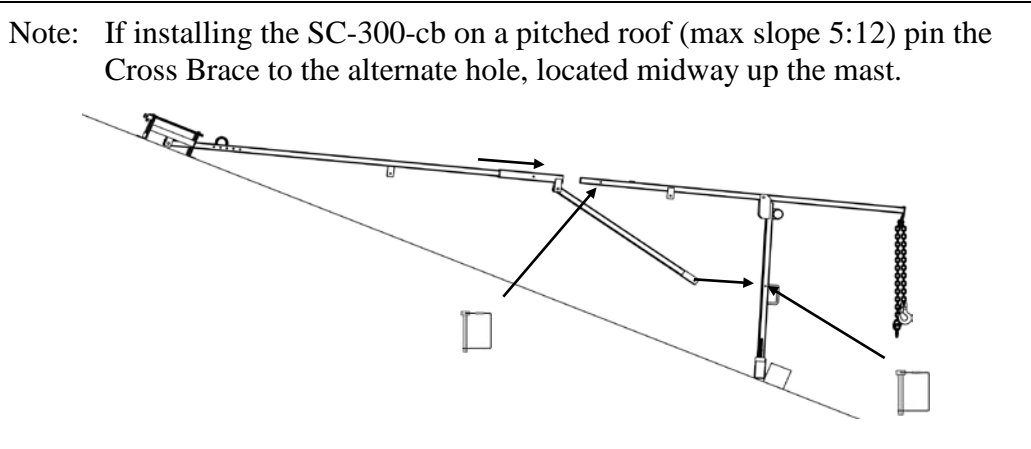 Note: If installing the SC-300-cb on a pitched roof (max slope 5:12) pin the
Cross Brace to the alternate hole, located midway up the mast.